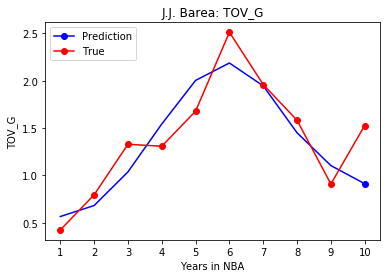 J.J. Barea: TOV_G
Prediction
True
2.5
2.0
1.5
1.0
0.5
TOV_G
1 2 3 4 5 6 7 8 9 10
Years in NBA